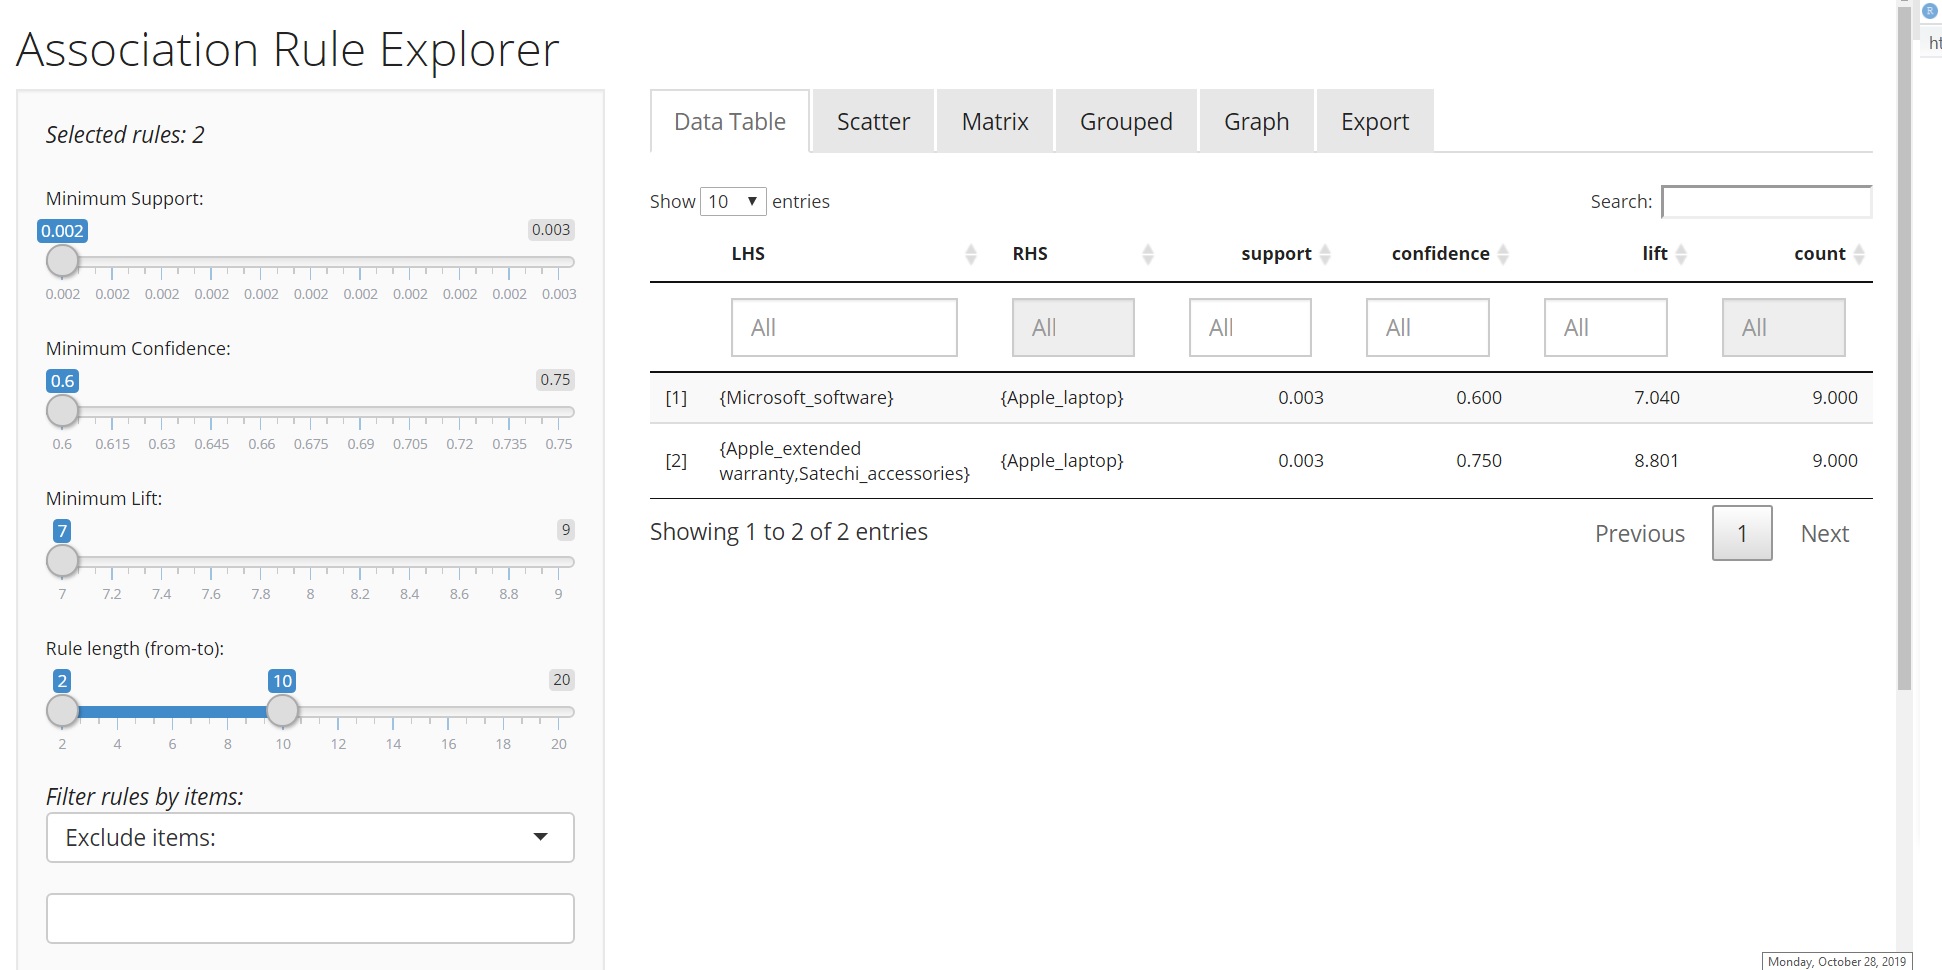 Association Rule Explorer
Selected rules: 2
Minimum Support:
0.002 0.003
0.002 0.002 0.002 0.002 0.002 0.002 0.002 0.002 0.002 0.002 0.003
Minimum Confidence:
0.6 0.75
0.6 0.615 0.63 0.645 0.66 0.675 0.69 0.705 0.72 0.735 0.75
Minimum Lift:
7 9
7 7.2 7.4 7.6 7.8 8 8.2 8.4 8.6 8.8 9
Rule length (from-to):
2 10 20
2 4 6 8 10 12 14 16 18 20
Filter rules by items:
Exclude items:
Data Table Scatter Matrix Grouped Graph Export
Show 10 entries Search:
LHS RHS support confidence lift count
All All All All All All
[1] {Microsoft_software} {Apple_laptop} 0.003 0.600 7.040 9.000
[2] {Apple_extended
warranty,Satechi_accessories} {Apple_laptop} 0.003 0.750 8.801 9.000
Showing 1 to 2 of 2 entries Previous 1 Next
R
Monday, October 28, 2019